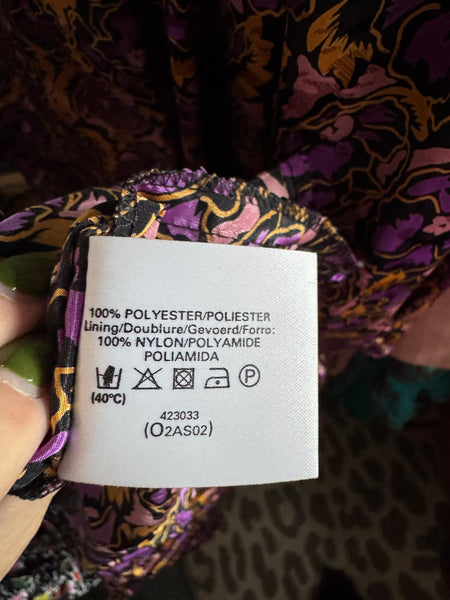 100% POLYESTER/POLIESTER
Lining/Doublure/Gevoerd/Forro:
100% NYLON/POLYAMIDE
POLIAMIDA
P
(40°C)
423033
(O2AS02)